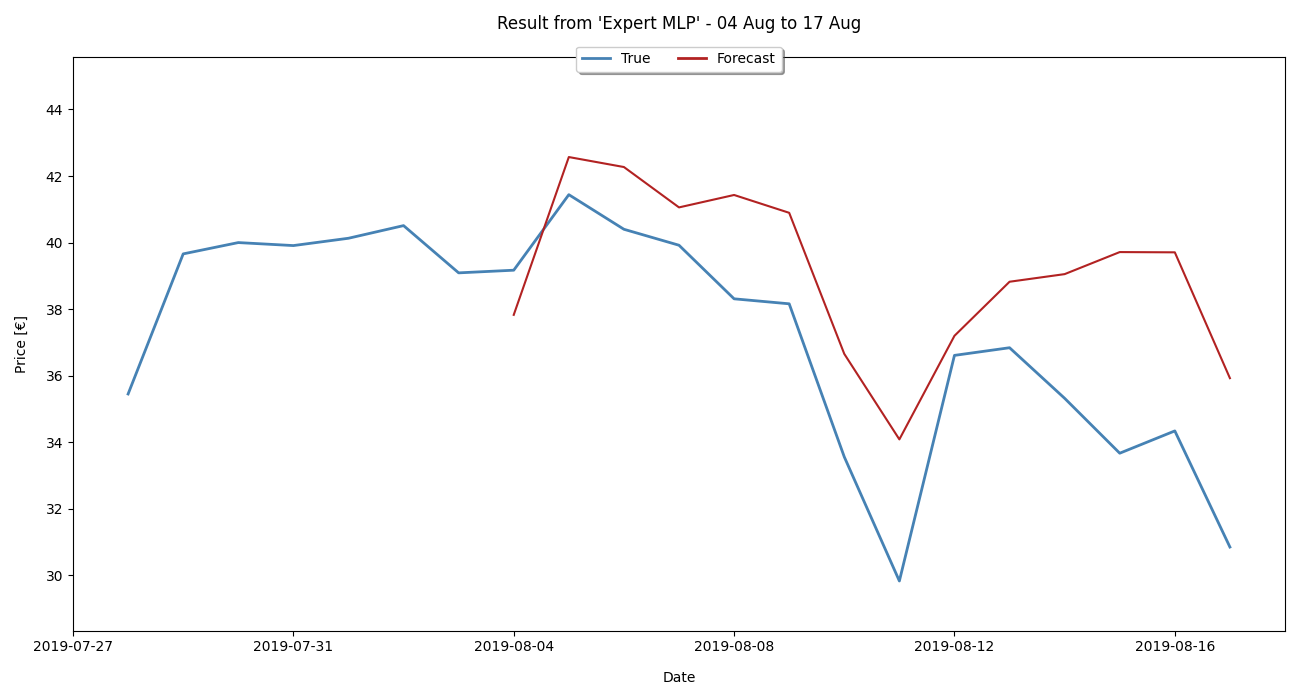 Result from 'Expert MLP' - 04 Aug to 17 Aug
True
Forecast
Price [€]
44
42
40
38
36
34
32
30
2019-07-27
2019-07-31
2019-08-04
2019-08-08
2019-08-12
2019-08-16
Date